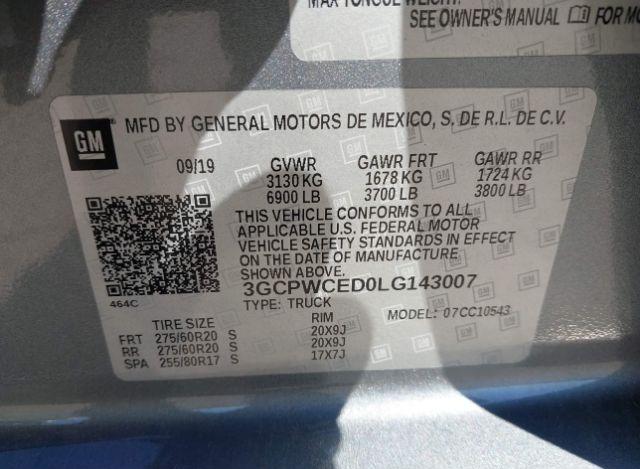 MAX TONGUE WEIGHT:
SEE OWNER'S MANUAL FOR MO
GM MFD BY GENERAL MOTORS DE MEXICO, S. DE R.L. DE C.V.
09/19 GVWR GAWR FRT GAWR RR
3130 KG 1678 KG 1724 KG
6900 LB 3700 LB 3800 LB
THIS VEHICLE CONFORMS TO ALL
APPLICABLE U.S. FEDERAL MOTOR
VEHICLE SAFETY STANDARDS IN EFFECT
ON THE DATE OF MANUFACTURE
SHOWN ABOVE.
464C 3GCPWCED0LG143007
TYPE: TRUCK MODEL: 07CC10543
TIRE SIZE RIM
FRT 275/60R20 S 20X9J
RR 275/60R20 S 20X9J
SPA 255/80R17 S 17X7J